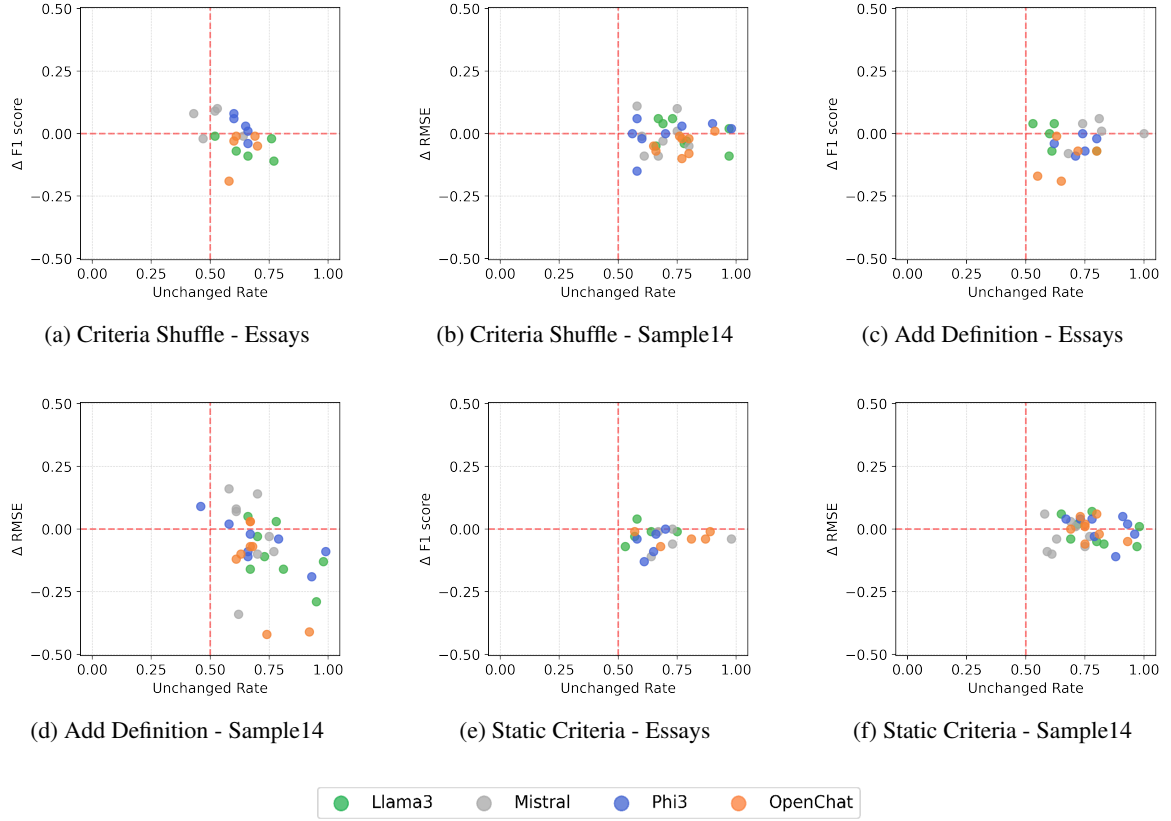 0.50
0.25
0.00
−0.25
−0.50
Δ F1 score
0.00 0.25 0.50 0.75 1.00
Unchanged Rate
(a) Criteria Shuffle - Essays
0.50
0.25
0.00
−0.25
−0.50
Δ RMSE
0.00 0.25 0.50 0.75 1.00
Unchanged Rate
(b) Criteria Shuffle - Sample14
0.50
0.25
0.00
−0.25
−0.50
Δ F1 score
0.00 0.25 0.50 0.75 1.00
Unchanged Rate
(c) Add Definition - Essays
0.50
0.25
0.00
−0.25
−0.50
Δ RMSE
0.00 0.25 0.50 0.75 1.00
Unchanged Rate
(d) Add Definition - Sample14
0.50
0.25
0.00
−0.25
−0.50
Δ F1 score
0.00 0.25 0.50 0.75 1.00
Unchanged Rate
(e) Static Criteria - Essays
0.50
0.25
0.00
−0.25
−0.50
Δ RMSE
0.00 0.25 0.50 0.75 1.00
Unchanged Rate
(f) Static Criteria - Sample14
Llama3 Mistral Phi3 OpenChat